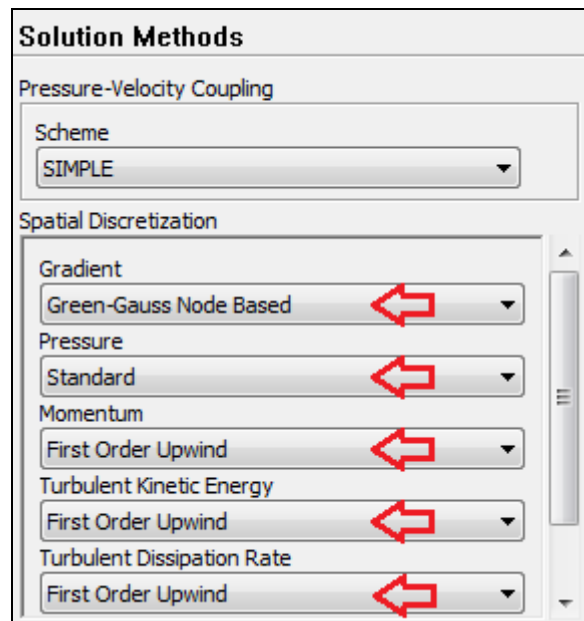 Solution Methods
Pressure-Velocity Coupling
Scheme
SIMPLE
Spatial Discretization
Gradient
Green-Gauss Node Based
Pressure
Standard
Momentum
First Order Upwind
Turbulent Kinetic Energy
First Order Upwind
Turbulent Dissipation Rate
First Order Upwind